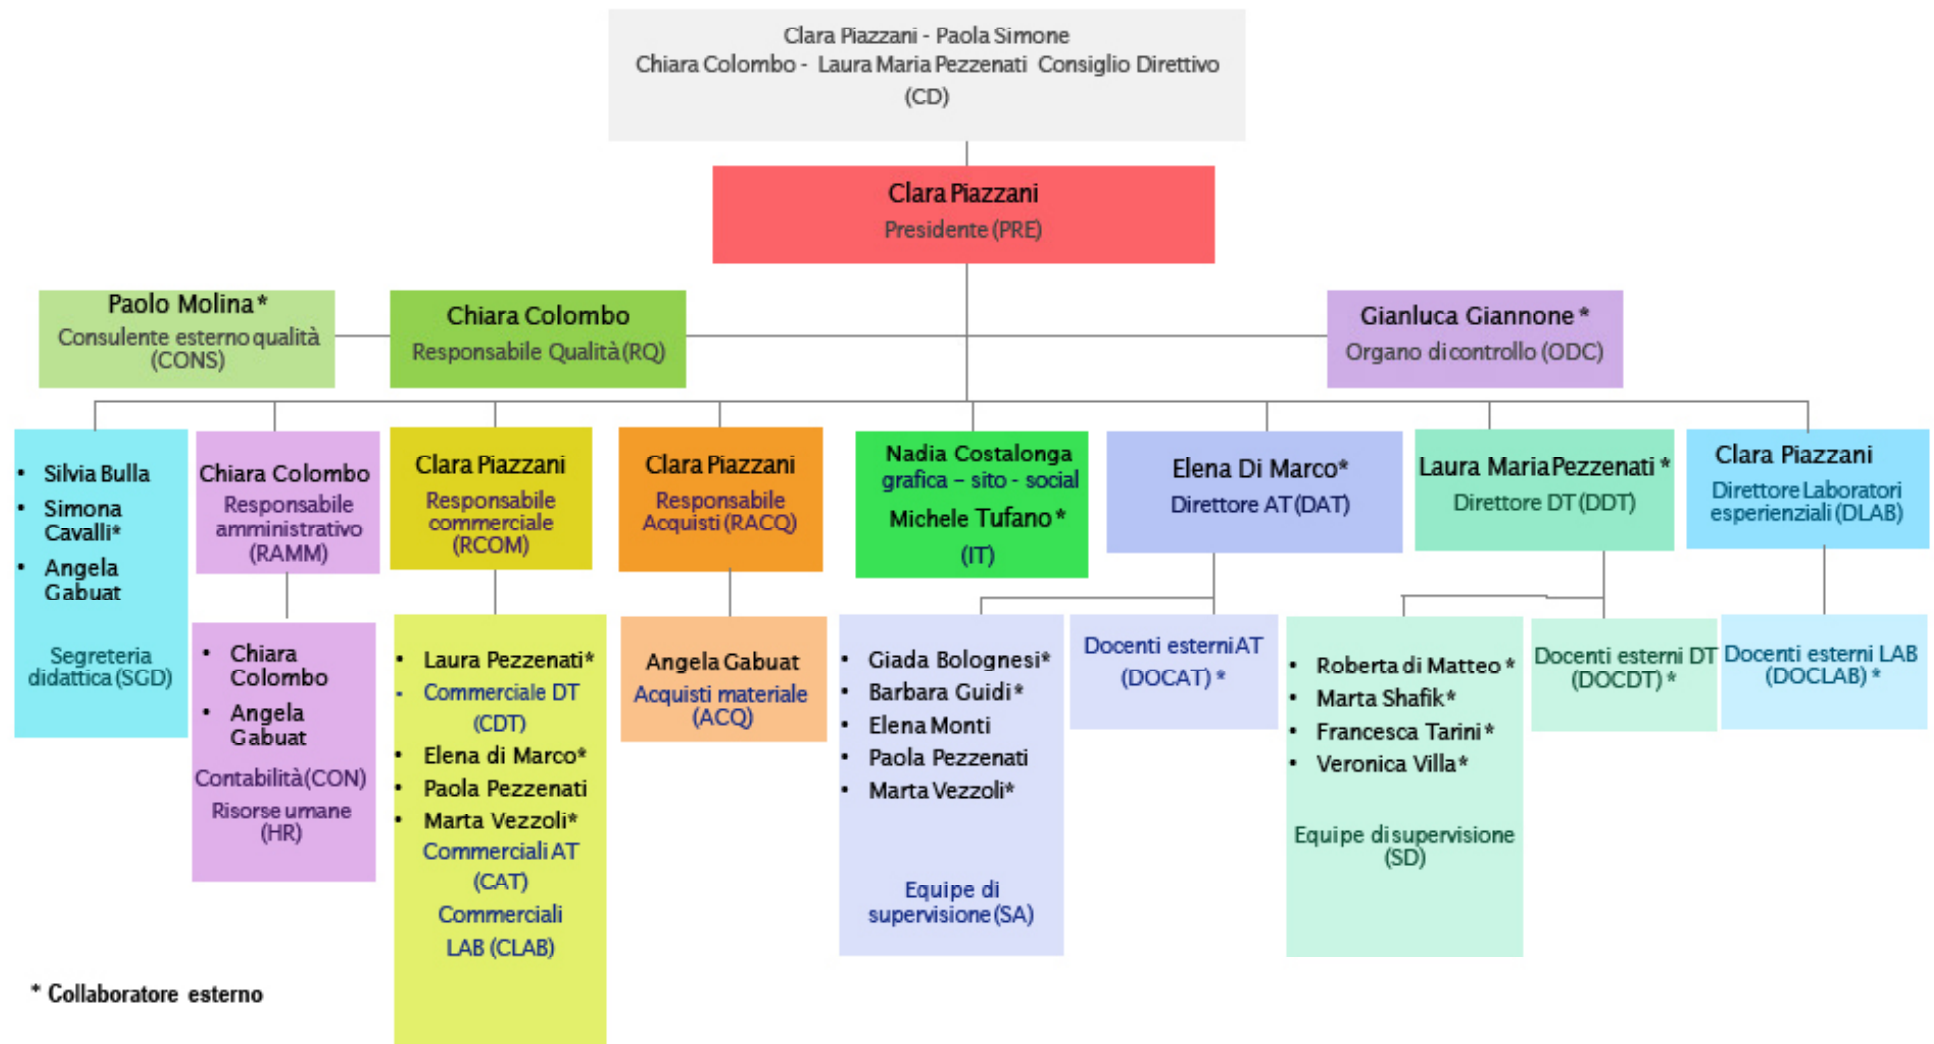 Clara Piazzani - Paola Simone
Chiara Colombo - Laura Maria Pezzenati Consiglio Direttivo
(CD)
Clara Piazzani
Presidente (PRE)
Paolo Molina *
Consulente esterno qualità
(CONS)
Chiara Colombo
Responsabile Qualità (RQ)
Gianluca Giannone *
Organo di controllo (ODC)
• Silvia Bulla
• Simona
Cavalli*
• Angela
Gabuat
Segreteria
didattica (SGD)
Chiara Colombo
Responsabile
amministrativo
(RAMM)
Clara Piazzani
Responsabile
commerciale
(RCOM)
Clara Piazzani
Responsabile
Acquisti (RACQ)
Nadia Costalonga
grafica – sito - social
Michele Tufano *
(IT)
Elena Di Marco*
Direttore AT (DAT)
Laura Maria Pezzenati *
Direttore DT (DDT)
Clara Piazzani
Direttore Laboratori
esperienziali (DLAB)
• Chiara
Colombo
• Angela
Gabuat
Contabilità (CON)
Risorse umane
(HR)
• Laura Pezzenati*
- Commerciale DT
(CDT)
• Elena di Marco*
• Paola Pezzenati
• Marta Vezzoli*
Commerciali AT
(CAT)
Commerciali
LAB (CLAB)
Angela Gabuat
Acquisti materiale
(ACQ)
• Giada Bolognesi*
• Barbara Guidi *
• Elena Monti
• Paola Pezzenati
• Marta Vezzoli*
Equipe di
supervisione (SA)
Docenti esterni AT
(DOCAT) *
• Roberta di Matteo *
• Marta Shafik*
• Francesca Tarini *
• Veronica Villa*
Equipe di supervisione
(SD)
Docenti esterni DT
(DOCDT) *
Docenti esterni LAB
(DOCLAB) *
* Collaboratore esterno